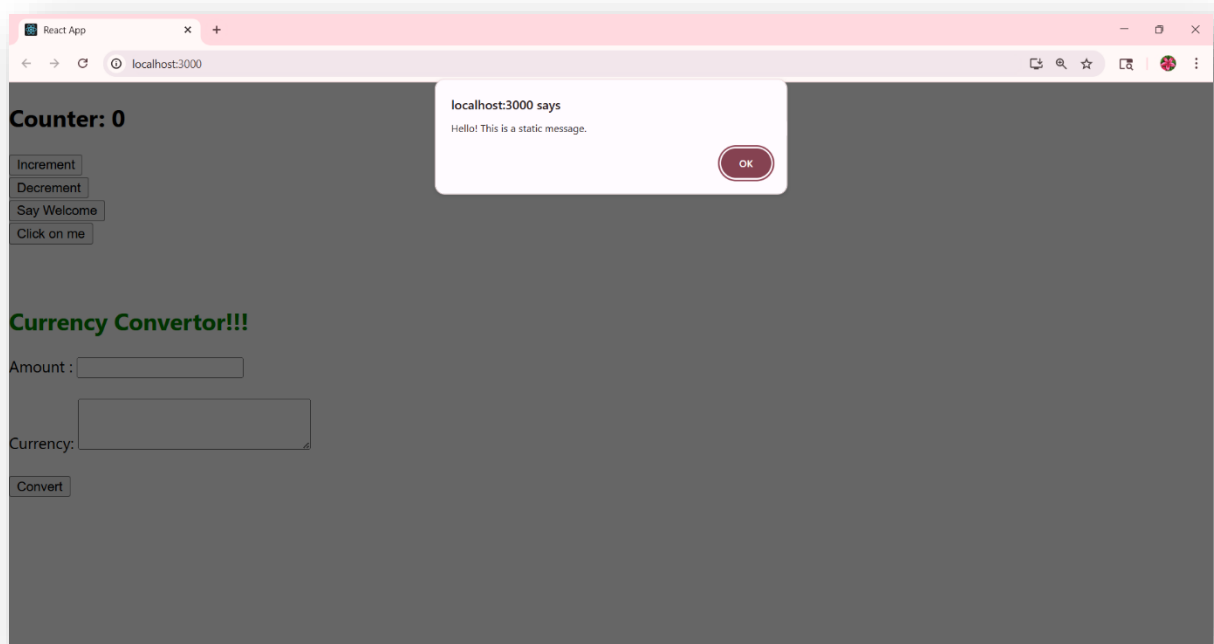 React App
localhost:3000
localhost:3000 says
Hello! This is a static message.
OK
Counter: 0
Increment
Decrement
Say Welcome
Click on me
Currency Convertor!!!
Amount :
Currency:
Convert